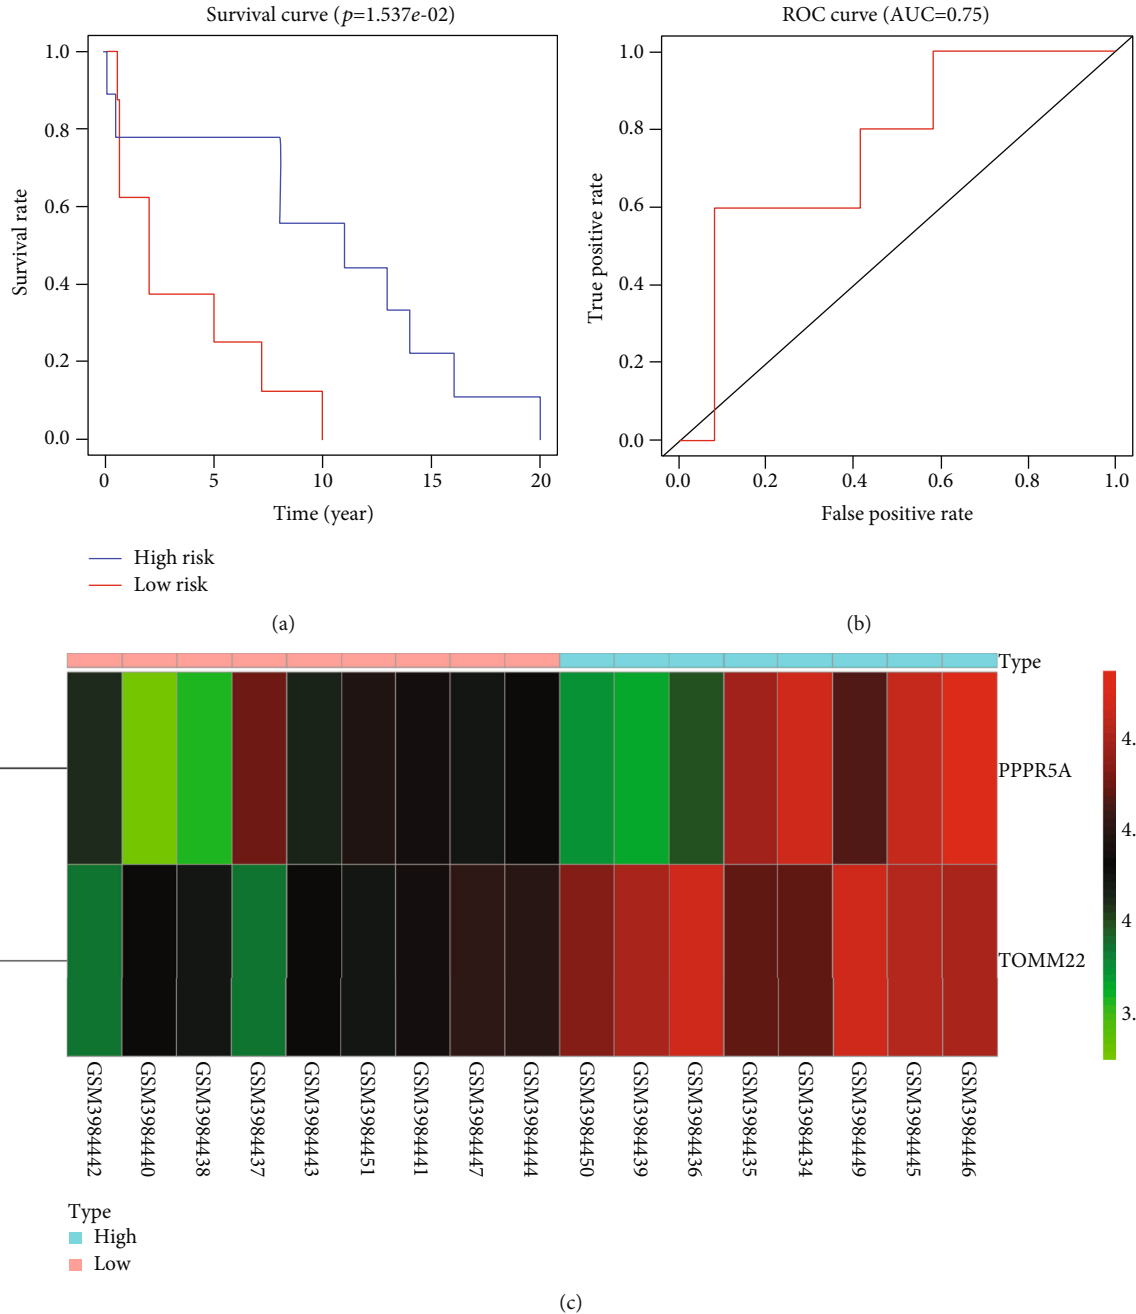 Survival curve (p=1.537e-02)
1.0
0.8
0.6
0.4
0.2
0.0
Survival rate
0 5 10 15 20
Time (year)
High risk
Low risk
(a)
ROC curve (AUC=0.75)
1.0
0.8
0.6
0.4
0.2
0.0
True positive rate
0.0 0.2 0.4 0.6 0.8 1.0
False positive rate
(b)
Type
PPPR5A
TOMM22
4.
4.
4
3.
GSM3984442
GSM3984440
GSM3984438
GSM3984437
GSM3984443
GSM3984451
GSM3984441
GSM3984447
GSM3984444
GSM3984450
GSM3984439
GSM3984436
GSM3984435
GSM3984434
GSM3984449
GSM3984445
GSM3984446
Type
High
Low
(c)